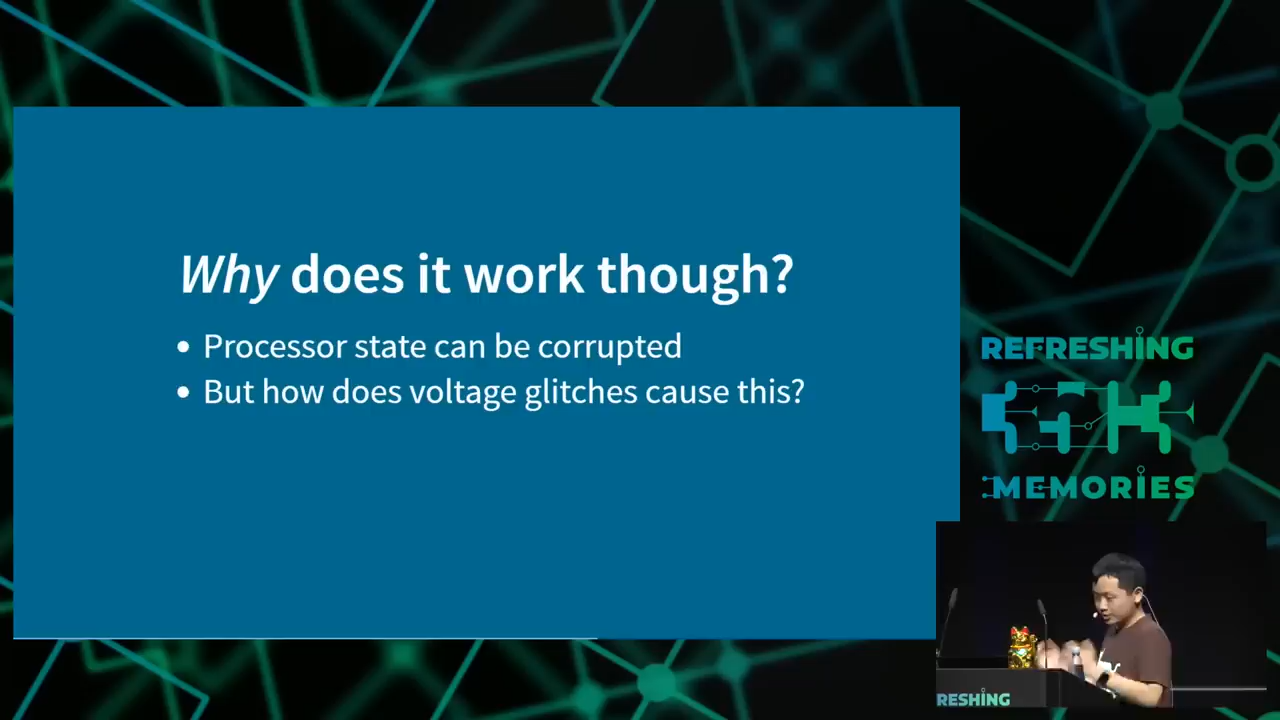 Why does it work though?
Processor state can be corrupted
But how does voltage glitches cause this?
REFRESHING
MEMORIES
RESHING